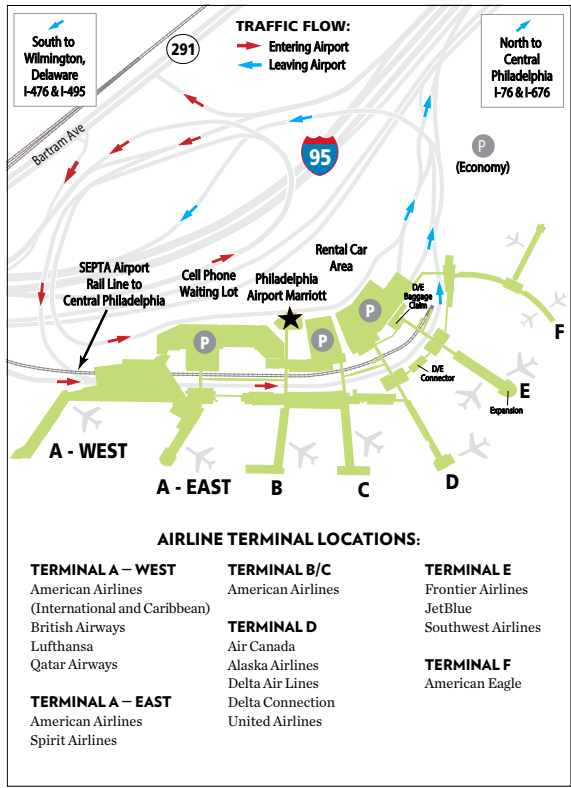 South to
Wilmington,
Delaware
I-476 & I-495
291
TRAFFIC FLOW:
Entering Airport
Leaving Airport
North to
Central
Philadelphia
I-76 & I-676
Bartram Ave
95
P
(Economy)
SEPTA Airport
Rail Line to
Central Philadelphia
Cell Phone
Waiting Lot
Philadelphia
Airport Marriott
Rental Car
Area
D/E
Baggage
Claim
P
P
P
D/E
Connector
F
E
Expansion
A - WEST
A - EAST
B
C
D
AIRLINE TERMINAL LOCATIONS:
TERMINAL A — WEST
American Airlines
(International and Caribbean)
British Airways
Lufthansa
Qatar Airways
TERMINAL A — EAST
American Airlines
Spirit Airlines
TERMINAL B/C
American Airlines
TERMINAL D
Air Canada
Alaska Airlines
Delta Air Lines
Delta Connection
United Airlines
TERMINAL E
Frontier Airlines
JetBlue
Southwest Airlines
TERMINAL F
American Eagle